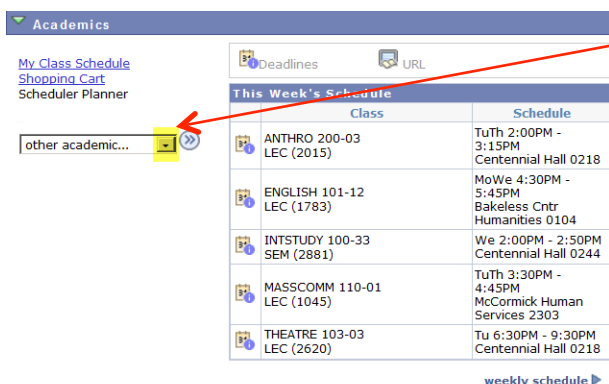 Academics
My Class Schedule
Shopping Cart
Scheduler Planner
other academic...
Deadlines
URL
This Week's Schedule
Class
Schedule
ANTHRO 200-03
LEC (2015)
TuTh 2:00PM -
3:15PM
Centennial Hall 0218
ENGLISH 101-12
LEC (1783)
MoWe 4:30PM -
5:45PM
Bakeless Cntr
Humanities 0104
INTSTUDY 100-33
SEM (2881)
We 2:00PM - 2:50PM
Centennial Hall 0244
MASSCOMM 110-01
LEC (1045)
TuTh 3:30PM -
4:45PM
McCormick Human
Services 2303
THEATRE 103-03
LEC (2620)
Tu 6:30PM - 9:30PM
Centennial Hall 0218
weekly schedule